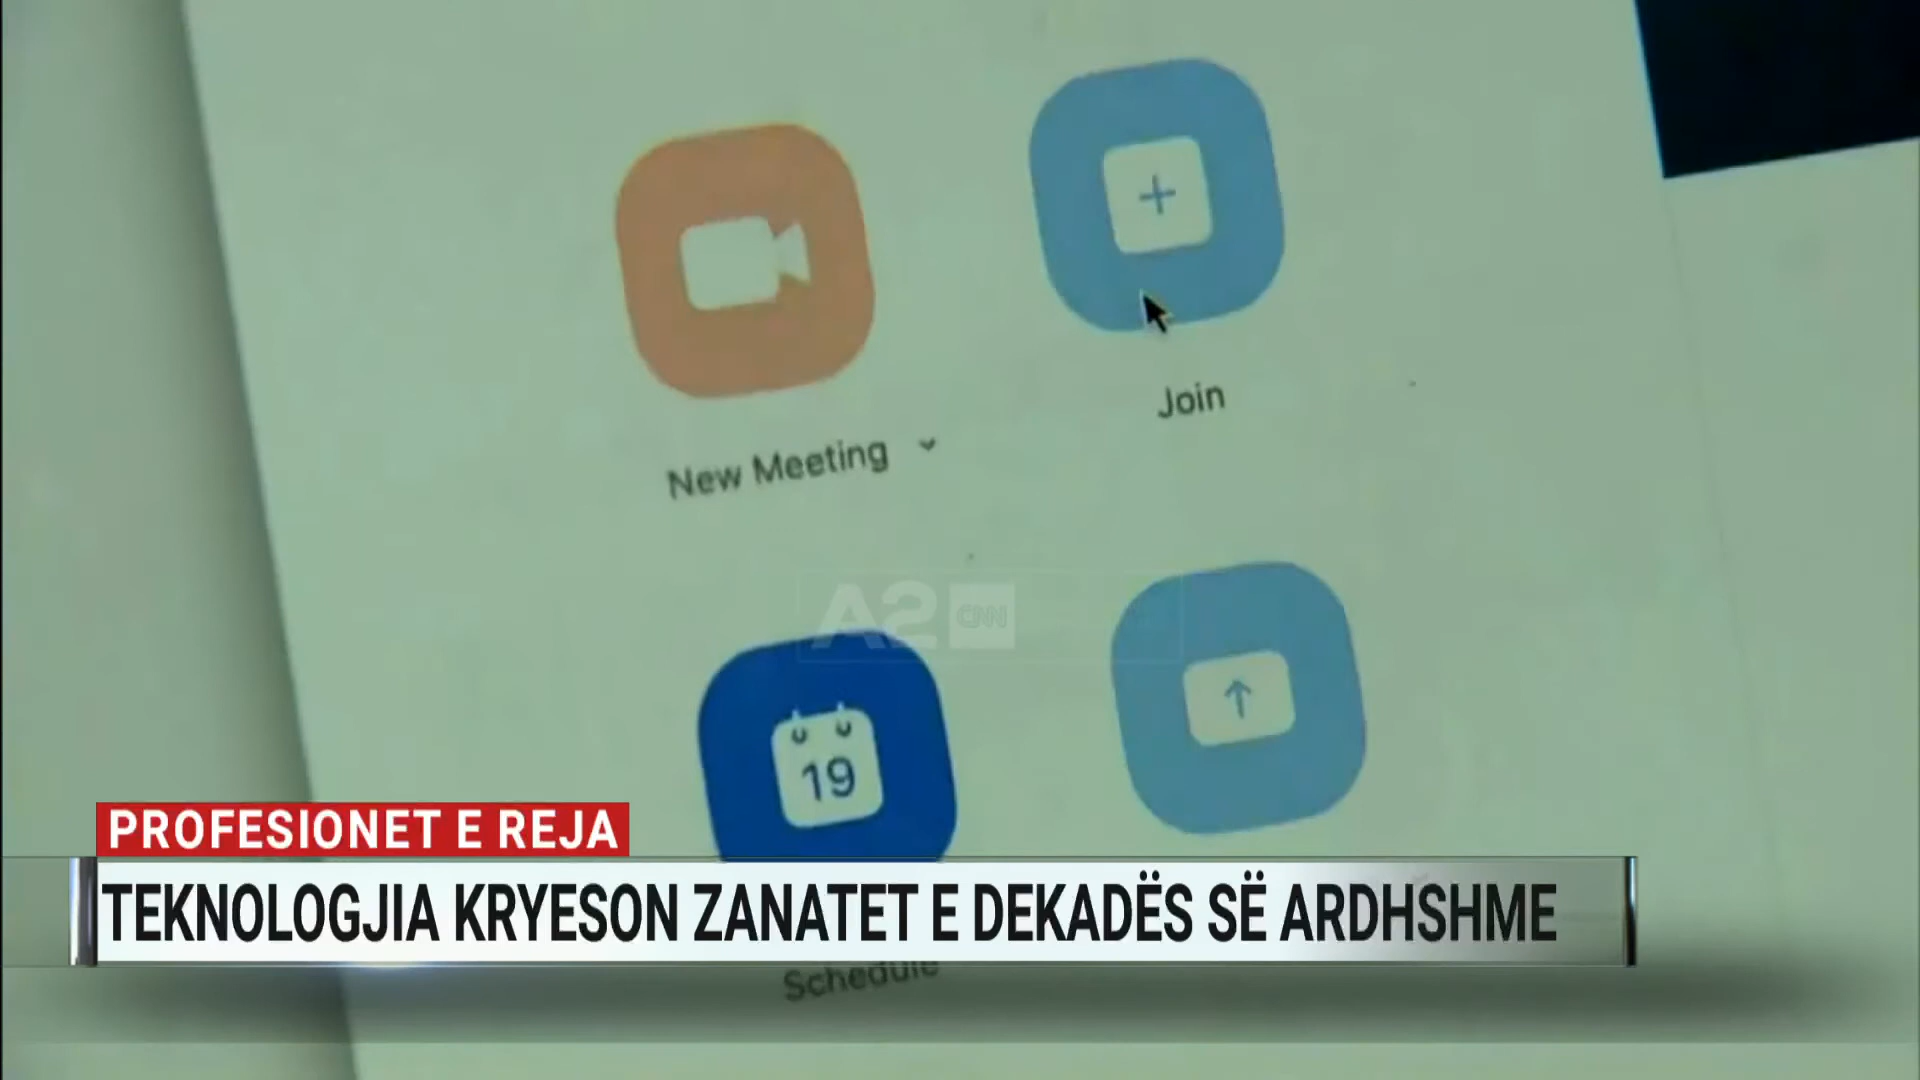 Join
New Meeting
A2 CNN
19
PROFESIONET E REJA
TEKNOLOGJIA KRYESON ZANATET E DEKADËS SË ARDHSHME
Schedule